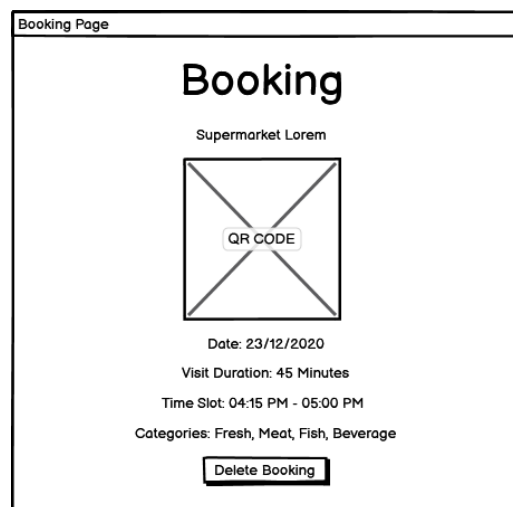 Booking Page
Booking
Supermarket Lorem
QR CODE
Date: 23/12/2020
Visit Duration: 45 Minutes
Time Slot: 04:15 PM - 05:00 PM
Categories: Fresh, Meat, Fish, Beverage
Delete Booking